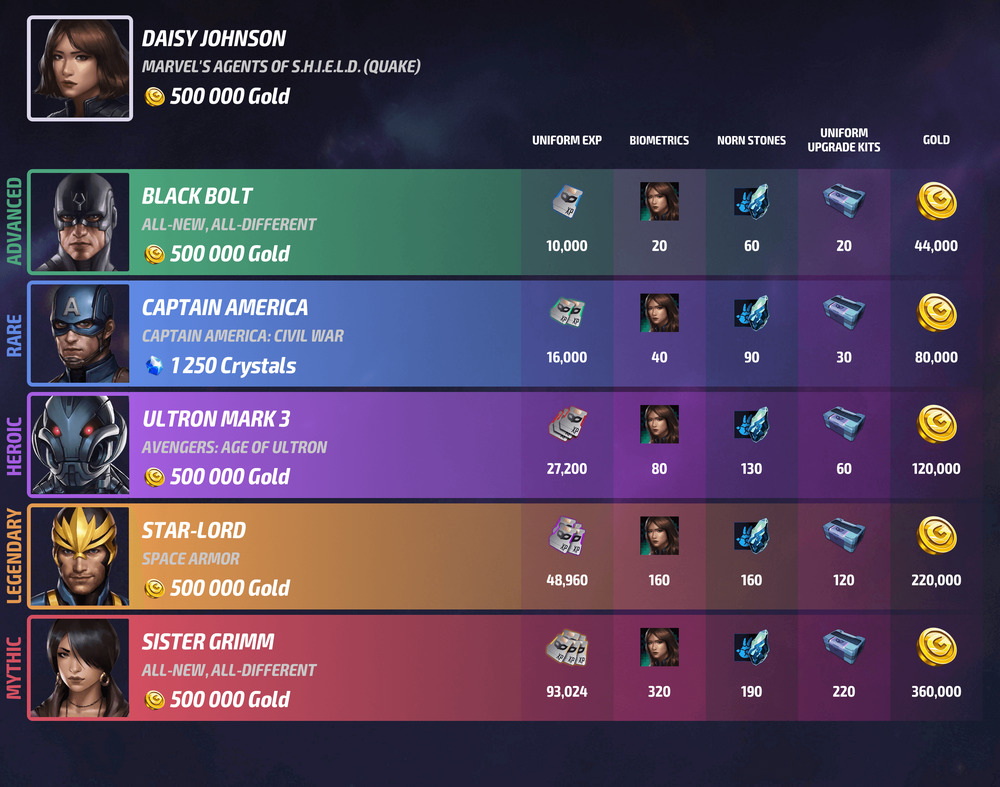 DAISY JOHNSON
MARVEL'S AGENTS OF S.H.I.E.L.D. (QUAKE)
500 000 Gold
UNIFORM EXP BIOMETRICS NORN STONES UNIFORM UPGRADE KITS GOLD
ADVANCED
BLACK BOLT
ALL-NEW, ALL-DIFFERENT
500 000 Gold
10,000 20 60 20 44,000
RARE
CAPTAIN AMERICA
CAPTAIN AMERICA: CIVIL WAR
1 250 Crystals
16,000 40 90 30 80,000
HEROIC
ULTRON MARK 3
AVENGERS: AGE OF ULTRON
500 000 Gold
27,200 80 130 60 120,000
LEGENDARY
STAR-LORD
SPACE ARMOR
500 000 Gold
48,960 160 160 120 220,000
MYTHIC
SISTER GRIMM
ALL-NEW, ALL-DIFFERENT
500 000 Gold
93,024 320 190 220 360,000